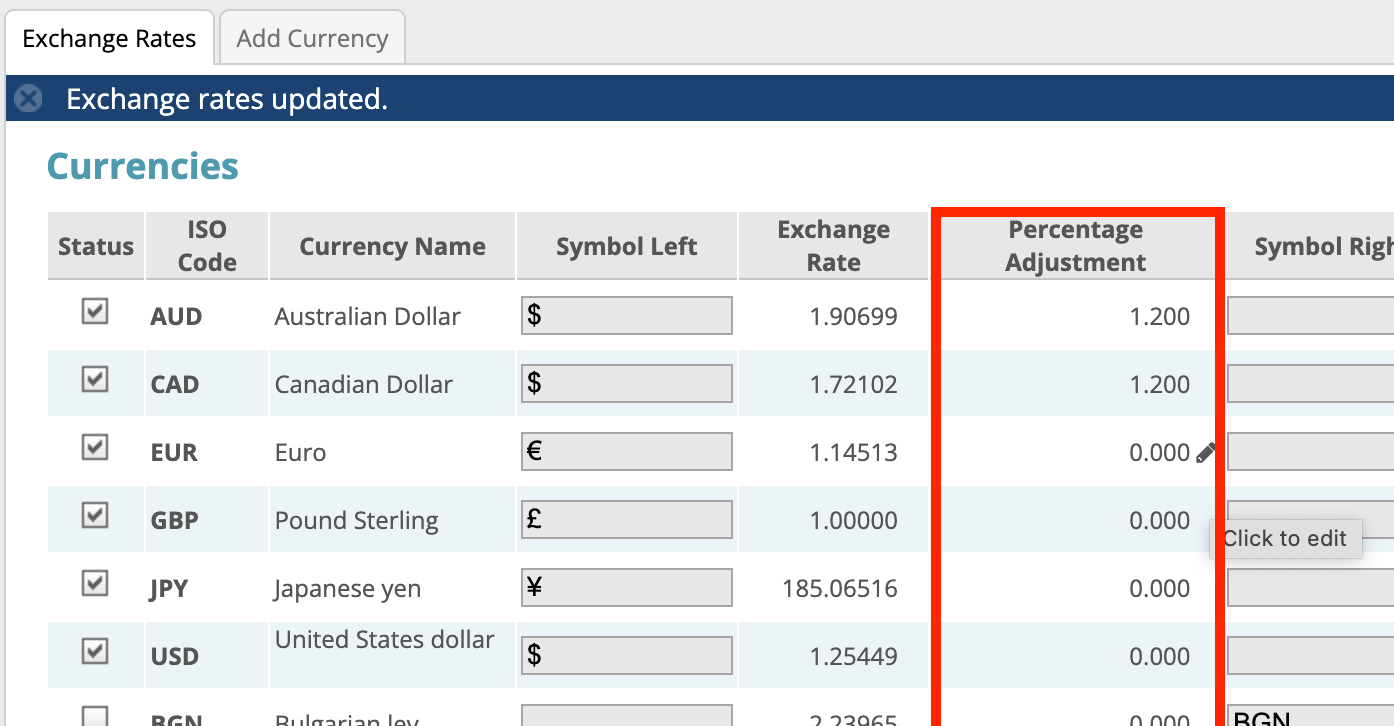 Exchange Rates Add Currency
Exchange rates updated.
Currencies
Status ISO Code Currency Name Symbol Left Exchange Rate Percentage Adjustment Symbol
AUD Australian Dollar $ 1.90699 1.200
CAD Canadian Dollar $ 1.72102 1.200
EUR Euro € 1.14513 0.000
GBP Pound Sterling £ 1.00000 0.000
Click to edit
JPY Japanese yen ¥ 185.06516 0.000
USD United States dollar $ 1.25449 0.000
BGN Bulgarian lev 2.23965 0.000 BGN